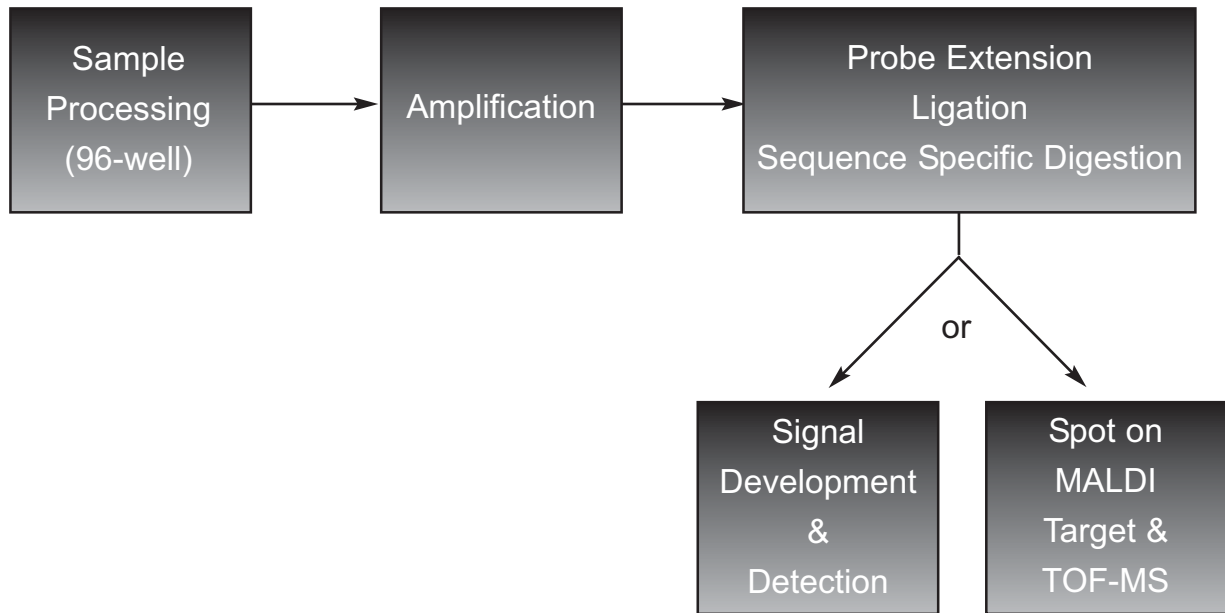 Sample
Processing
(96-well)
Amplification
Probe Extension
Ligation
Sequence Specific Digestion
or
Signal
Development
&
Detection
Spot on
MALDI
Target &
TOF-MS